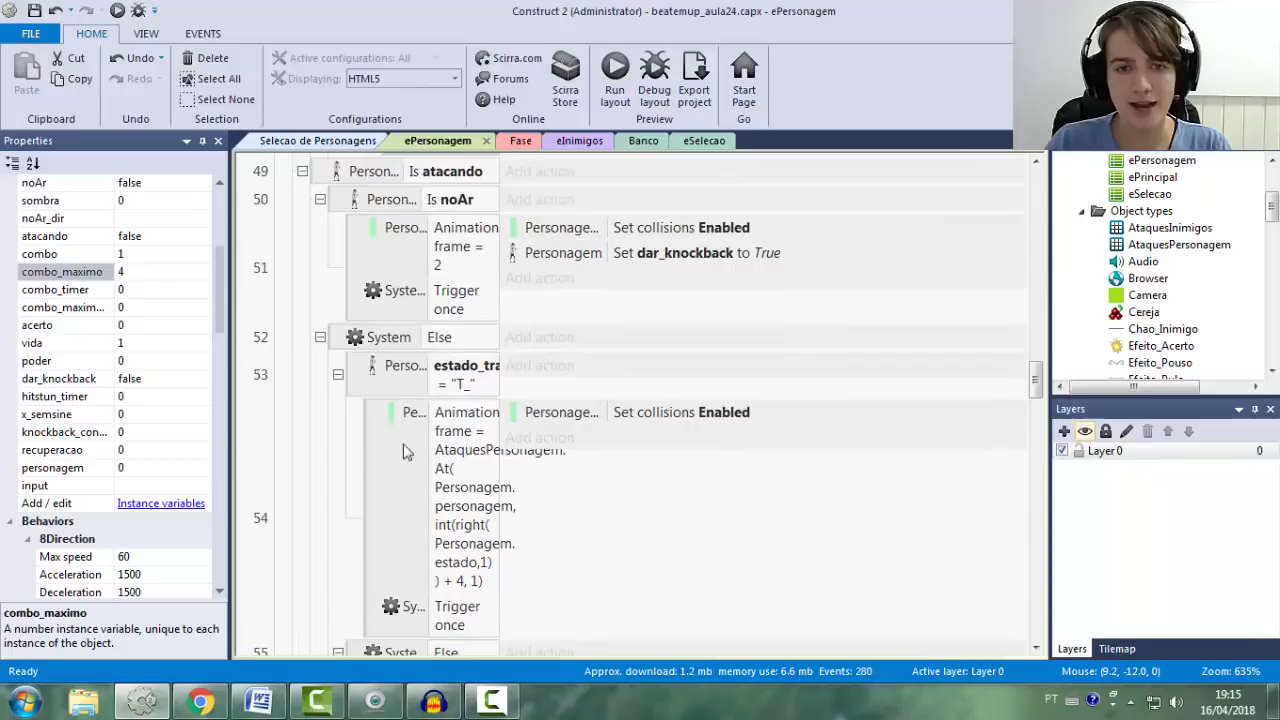 Construct 2 (Administrator) - beatemup_aula24.capx - ePersonagem
FILE
HOME
VIEW
EVENTS
Paste
Cut
Copy
Clipboard
Undo
Redo
Undo
Delete
Select All
Select None
Selection
Active configurations: All
Displaying: HTML5
Configurations
Scirra.com
Forums
Help
Scirra Store
Online
Run layout
Debug layout
Export project
Preview
Start Page
Go
Properties
Selecao de Personagens
ePersonagem
Fase
eInimigos
Banco
eSelecao
noAr false
sombra 0
noAr_dir
atacando false
combo 1
combo_maximo 4
combo_timer 0
combo_maxim... 0
acerto 0
vida 1
poder 0
dar_knockback false
hitstun_timer 0
x_semsine 0
knockback_con... 0
recuperacao 0
personagem 0
input
Add / edit Instance variables
Behaviors
8Direction
Max speed 60
Acceleration 1500
Deceleration 1500
combo_maximo
A number instance variable, unique to each instance of the object.
49 Person... Is atacando Add action
50 Person... Is noAr Add action
51 Perso... Animation frame = 2 Personage... Set collisions Enabled
Personagem Set dar_knockback to True
Add action
Syste... Trigger once
52 System Else Add action
53 Perso... estado_tra = "T_" Add action
54 Pe... Animation frame = AtaquesPersonagem.At( Personagem.personagem, int(right( Personagem.estado,1) ) + 4, 1) Personage... Set collisions Enabled
Add action
Sy... Trigger once
55 Syste... Else Add action
ePersonagem
ePrincipal
eSelecao
Object types
AtaquesInimigos
AtaquesPersonagem
Audio
Browser
Camera
Cereja
Chao_Inimigo
Efeito_Acerto
Efeito_Pouso
Layers
Layer 0 0
Layers Tilemap
Ready
Approx. download: 1.2 mb memory use: 6.6 mb Events: 280
Active layer: Layer 0
Mouse: (9.2, -12.0, 0)
Zoom: 635%
PT
19:15
16/04/2018